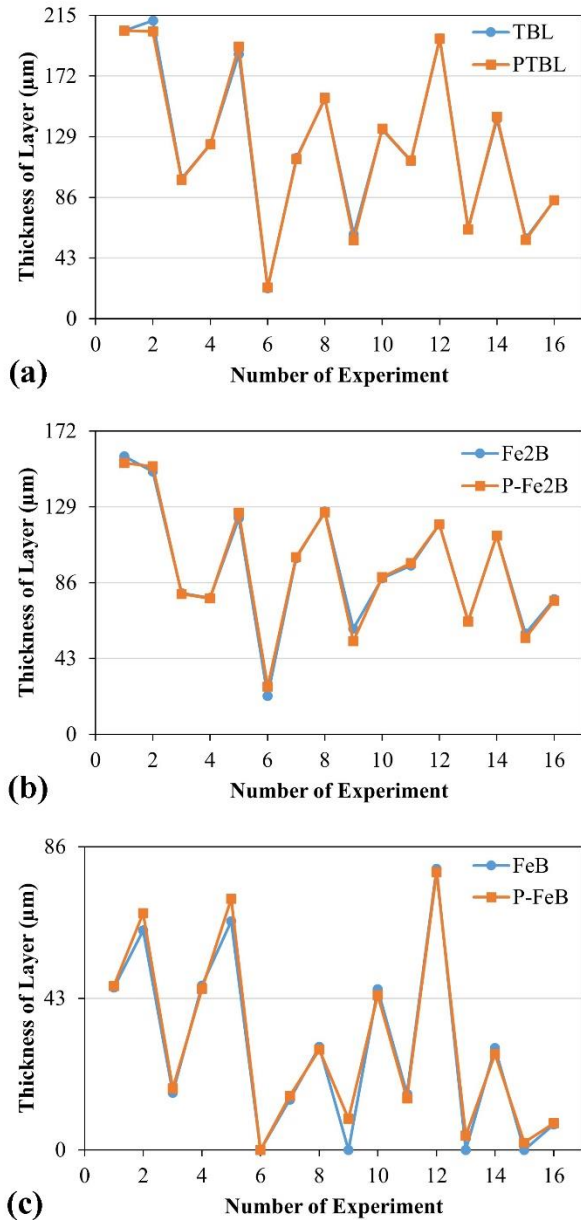 215
172
129
86
43
0
0 2 4 6 8 10 12 14 16
Thickness of Layer (µm)
Number of Experiment
TBL
PTBL
(a)
172
129
86
43
0
0 2 4 6 8 10 12 14 16
Thickness of Layer (µm)
Number of Experiment
Fe2B
P-Fe2B
(b)
86
43
0
0 2 4 6 8 10 12 14 16
Thickness of Layer (µm)
Number of Experiment
FeB
P-FeB
(c)